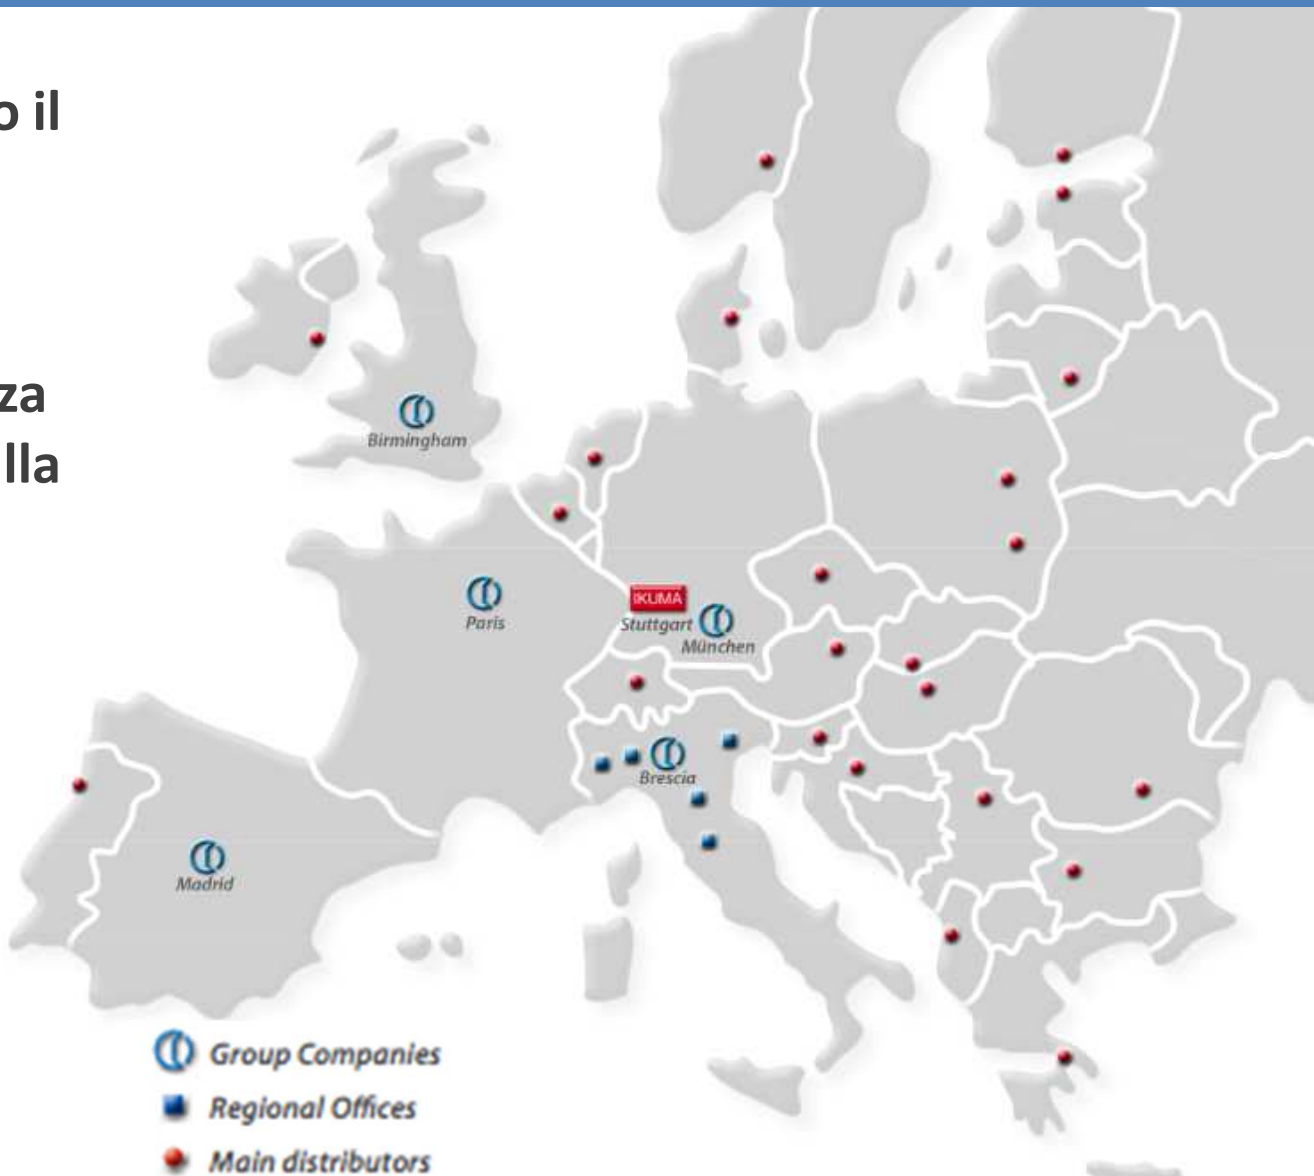 o il
za
lla
Birmingham
Paris
IKUMA
Stuttgart
München
Brescia
Madrid
Group Companies
Regional Offices
Main distributors